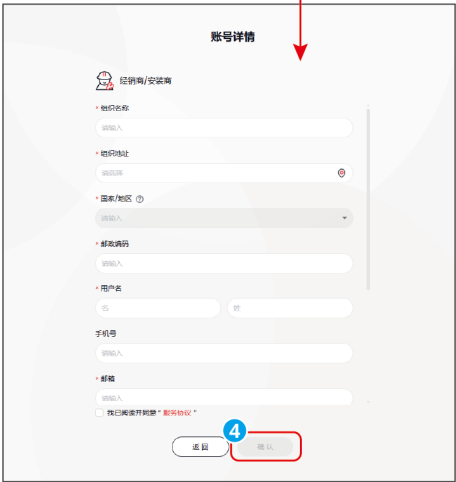 账号详情
经销商/安装商
* 组织名称
请输入
* 组织地址
请选择
* 国家/地区
请输入
* 邮政编码
请输入
* 用户名
名 姓
手机号
请输入
* 邮箱
请输入
我已阅读并同意“服务协议”
4
返回 确认